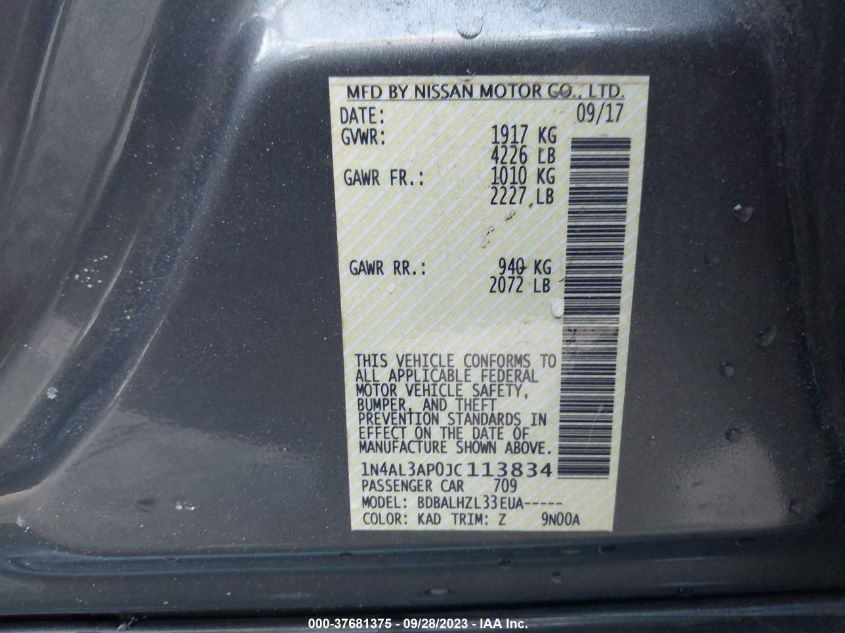 MFD BY NISSAN MOTOR CO., LTD.
DATE: 09/17
GVWR: 1917 KG
4226 LB
GAWR FR.: 1010 KG
2227 LB
GAWR RR.: 940 KG
2072 LB
THIS VEHICLE CONFORMS TO
ALL APPLICABLE FEDERAL
MOTOR VEHICLE SAFETY,
BUMPER, AND THEFT
PREVENTION STANDARDS IN
EFFECT ON THE DATE OF
MANUFACTURE SHOWN ABOVE.
1N4AL3AP0JC113834
PASSENGER CAR 709
MODEL: BDBALHZL33EUA-----
COLOR: KAD TRIM: Z 9N00A
000-37681375 - 09/28/2023 - IAA Inc.